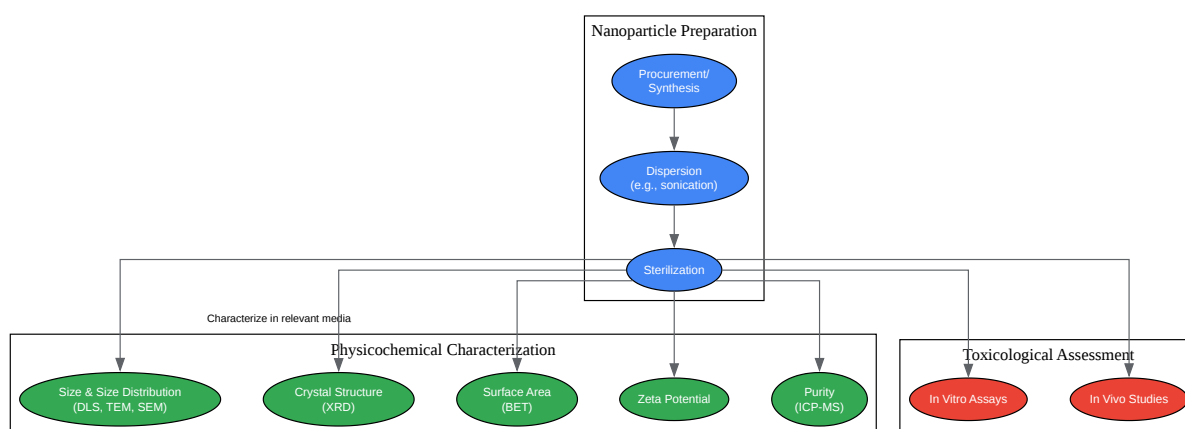 Nanoparticle Preparation
Procurement/
Synthesis
Dispersion
(e.g., sonication)
Sterilization
Characterize in relevant media
Physicochemical Characterization
Toxicological Assessment
Size & Size Distribution
(DLS, TEM, SEM)
Crystal Structure
(XRD)
Surface Area
(BET)
Zeta Potential
Purity
(ICP-MS)
In Vitro Assays
In Vivo Studies